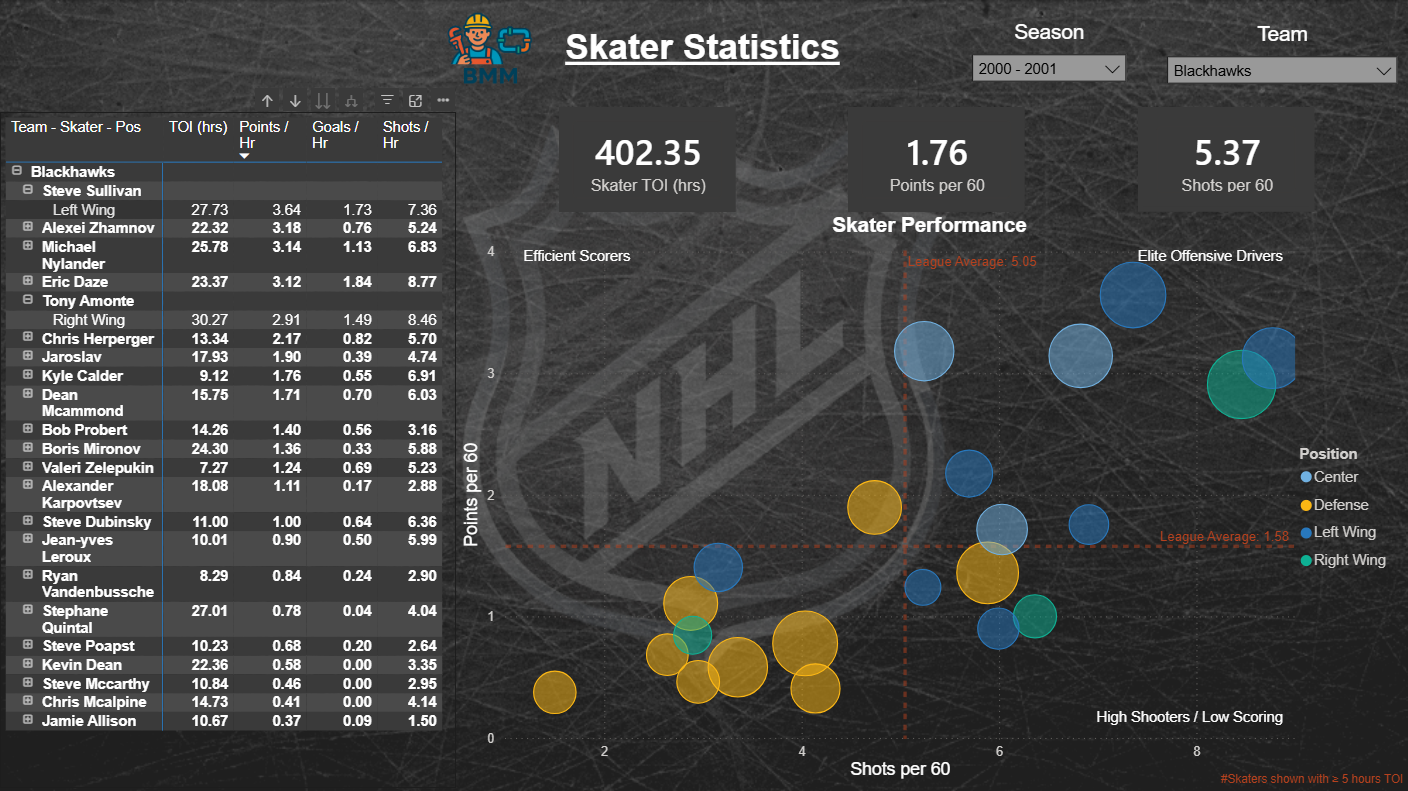 BMM
Skater Statistics
Season
2000 - 2001
Team
Blackhawks
Team - Skater - Pos TOI (hrs) Points / Hr Goals / Hr Shots / Hr
Blackhawks
Steve Sullivan
Left Wing 27.73 3.64 1.73 7.36
Alexei Zhamnov 22.32 3.18 0.76 5.24
Michael Nylander 25.78 3.14 1.13 6.83
Eric Daze 23.37 3.12 1.84 8.77
Tony Amonte
Right Wing 30.27 2.91 1.49 8.46
Chris Herperger 13.34 2.17 0.82 5.70
Jaroslav 17.93 1.90 0.39 4.74
Kyle Calder 9.12 1.76 0.55 6.91
Dean Mcammond 15.75 1.71 0.70 6.03
Bob Probert 14.26 1.40 0.56 3.16
Boris Mironov 24.30 1.36 0.33 5.88
Valeri Zelepukin 7.27 1.24 0.69 5.23
Alexander Karpovtsev 18.08 1.11 0.17 2.88
Steve Dubinsky 11.00 1.00 0.64 6.36
Jean-yves Leroux 10.01 0.90 0.50 5.99
Ryan Vandenbussche 8.29 0.84 0.24 2.90
Stephane Quintal 27.01 0.78 0.04 4.04
Steve Poapst 10.23 0.68 0.20 2.64
Kevin Dean 22.36 0.58 0.00 3.35
Steve Mccarthy 10.84 0.46 0.00 2.95
Chris Mcalpine 14.73 0.41 0.00 4.14
Jamie Allison 10.67 0.37 0.09 1.50
402.35
Skater TOI (hrs)
1.76
Points per 60
5.37
Shots per 60
Skater Performance
Efficient Scorers
League Average: 5.05
Elite Offensive Drivers
NHL
League Average: 1.58
High Shooters / Low Scoring
Points per 60
4
3
2
1
0
2 4 6 8
Shots per 60
Position
Center
Defense
Left Wing
Right Wing
#Skaters shown with ≥ 5 hours TOI